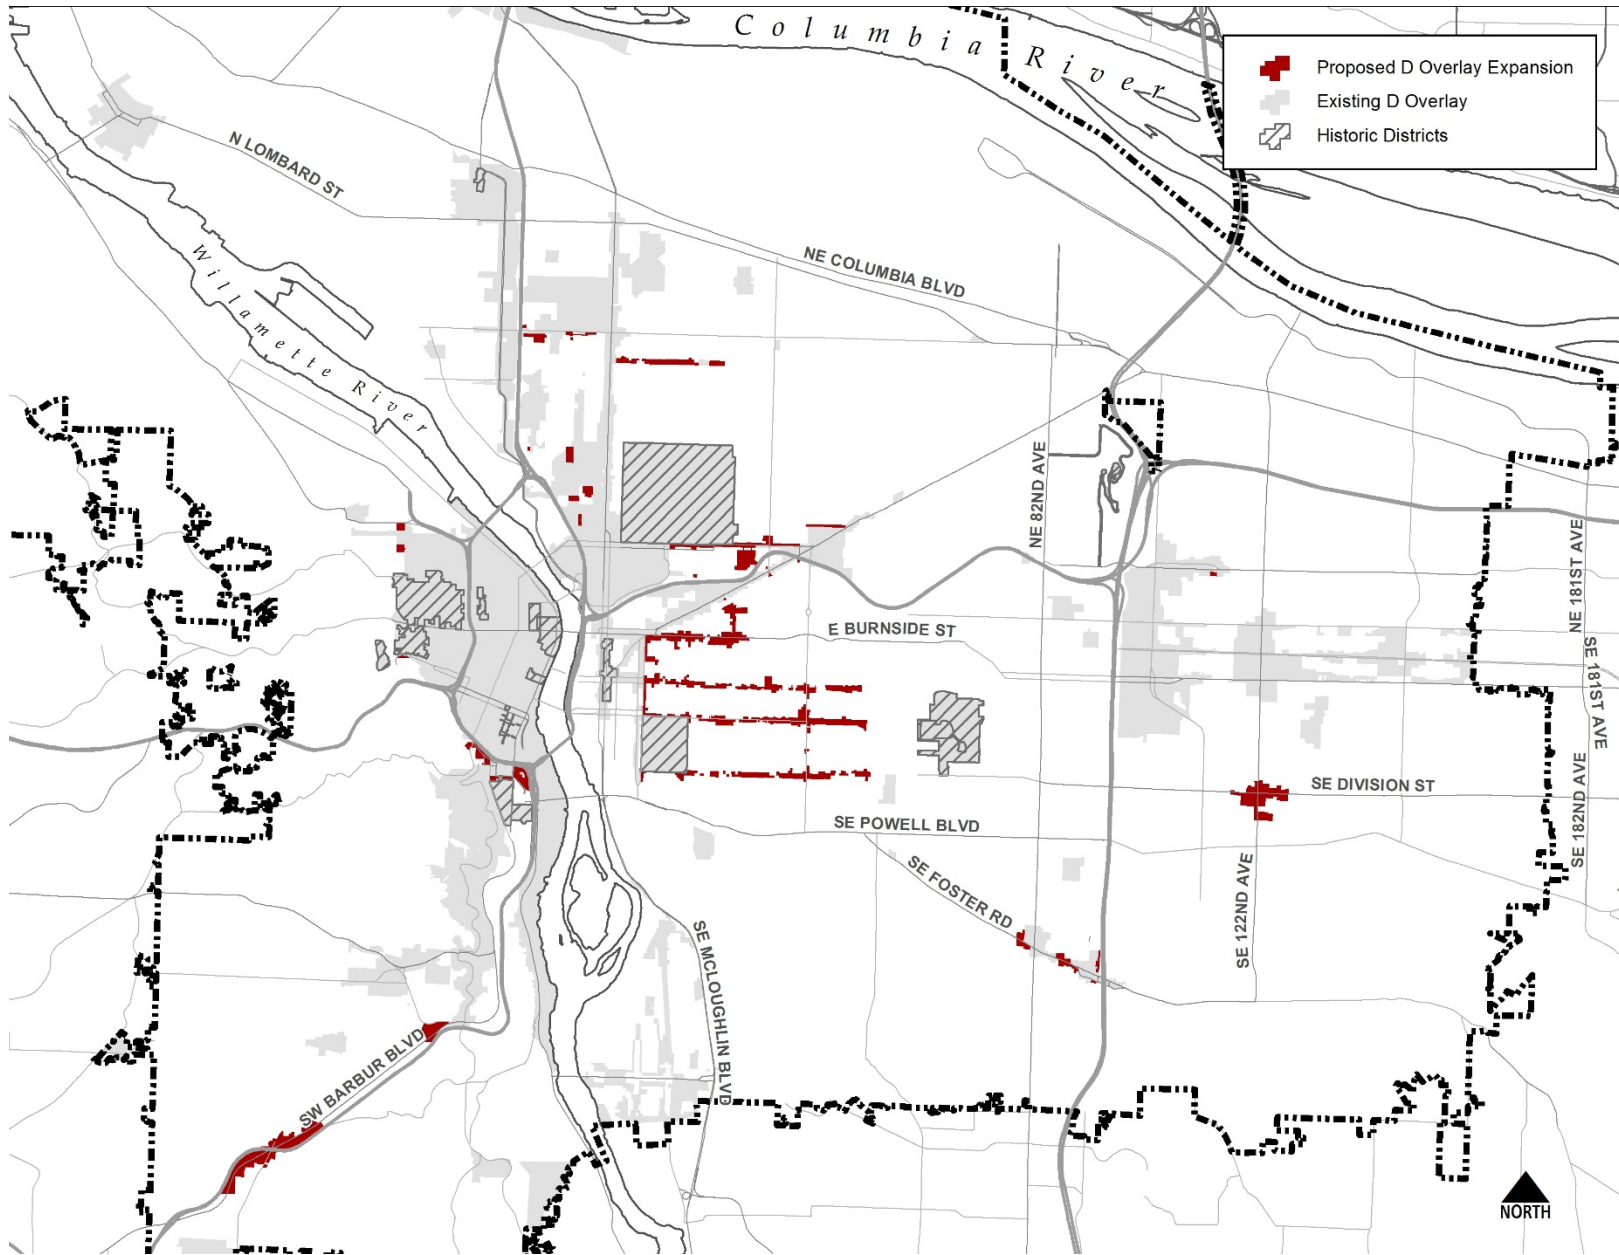 Columbia River
Proposed D Overlay Expansion
Existing D Overlay
Historic Districts
N LOMBARD ST
Willamette River
NE COLUMBIA BLVD
NE 82ND AVE
NE 181ST AVE
E BURNSIDE ST
SE 181ST AVE
SE DIVISION ST
SE POWELL BLVD
SE 182ND AVE
SE FOSTER RD
SE 122ND AVE
SE MCLOUGHLIN BLVD
SW BARBUR BLVD
NORTH